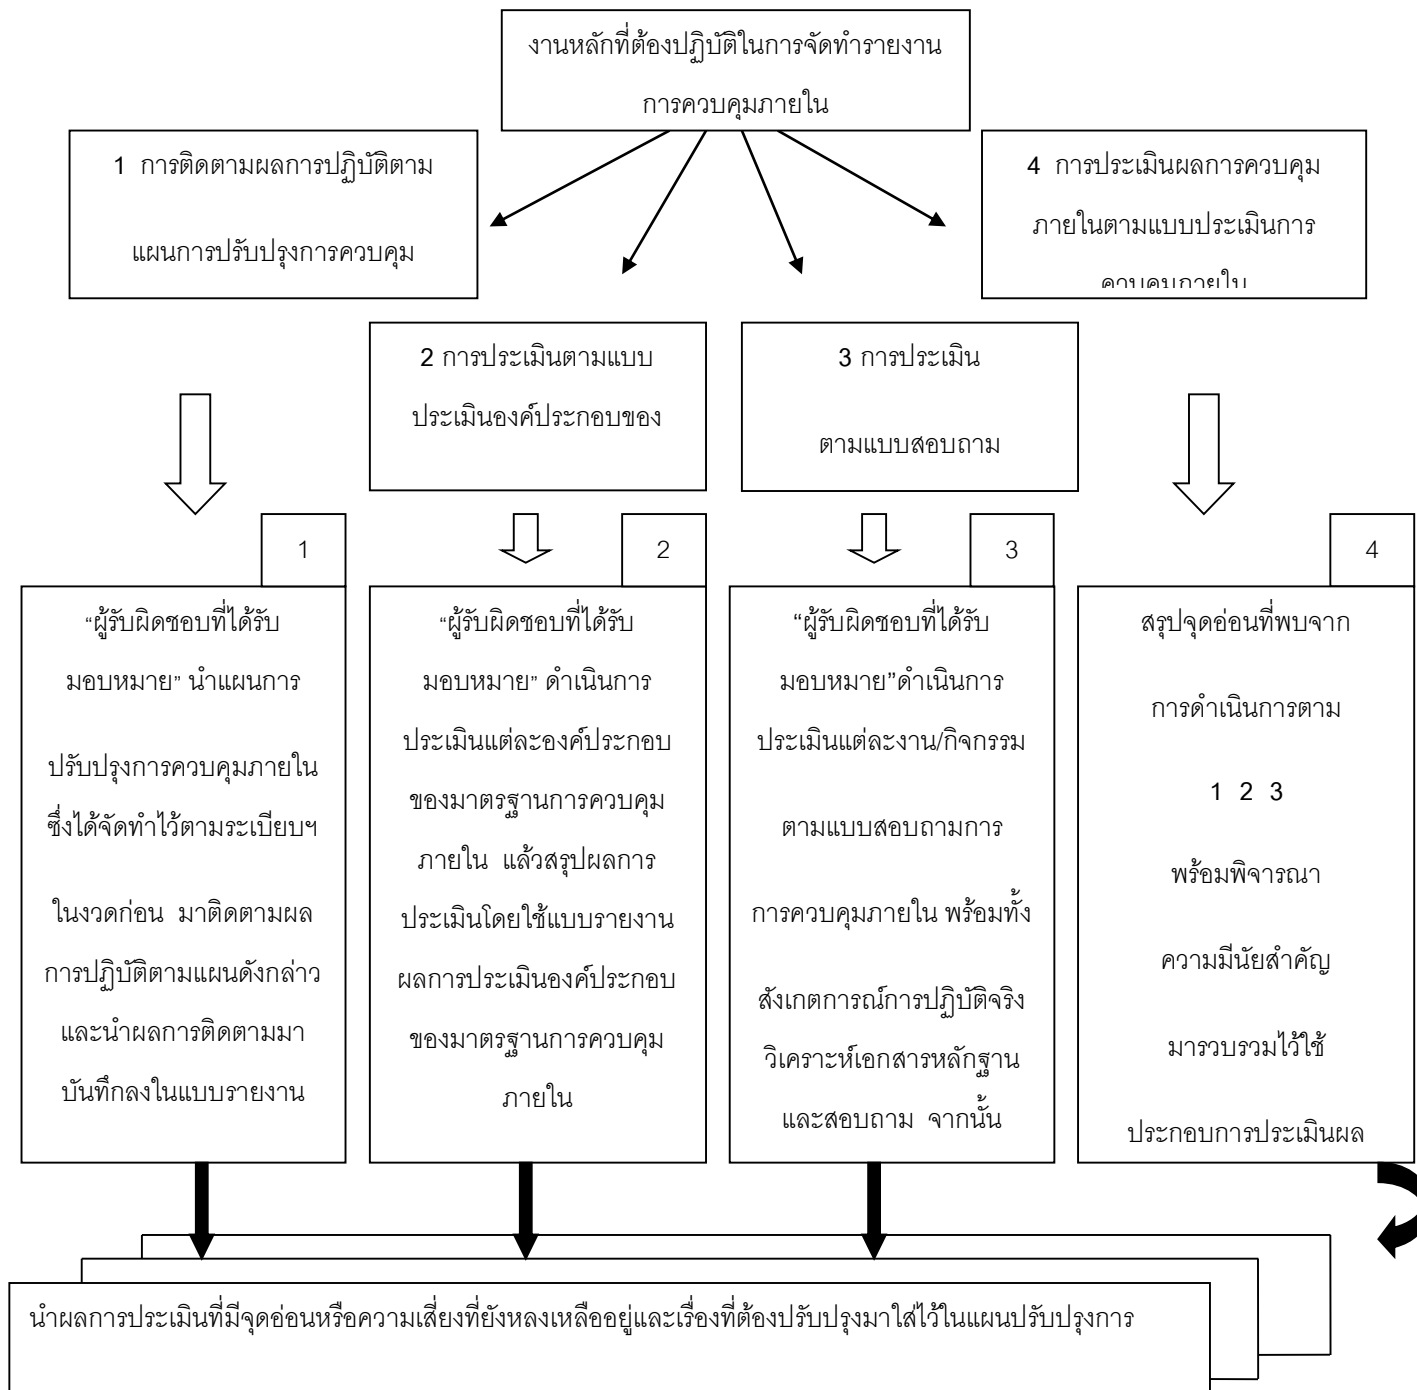 งานหลักที่ต้องปฏิบัติในการจัดทำรายงาน
การควบคุมภายใน
1 การติดตามผลการปฏิบัติตาม
แผนการปรับปรุงการควบคุม
4 การประเมินผลการควบคุม
ภายในตามแบบประเมินการ
ควบคุมภายใน
2 การประเมินตามแบบ
ประเมินองค์ประกอบของ
3 การประเมิน
ตามแบบสอบถาม
1
"ผู้รับผิดชอบที่ได้รับ
มอบหมาย" นำแผนการ
ปรับปรุงการควบคุมภายใน
ซึ่งได้จัดทำไว้ตามระเบียบฯ
ในงวดก่อน มาติดตามผล
การปฏิบัติตามแผนดังกล่าว
และนำผลการติดตามมา
บันทึกลงในแบบรายงาน
2
"ผู้รับผิดชอบที่ได้รับ
มอบหมาย" ดำเนินการ
ประเมินแต่ละองค์ประกอบ
ของมาตรฐานการควบคุม
ภายใน แล้วสรุปผลการ
ประเมินโดยใช้แบบรายงาน
ผลการประเมินองค์ประกอบ
ของมาตรฐานการควบคุม
ภายใน
3
"ผู้รับผิดชอบที่ได้รับ
มอบหมาย"ดำเนินการ
ประเมินแต่ละงาน/กิจกรรม
ตามแบบสอบถามการ
การควบคุมภายใน พร้อมทั้ง
สังเกตการณ์การปฏิบัติจริง
วิเคราะห์เอกสารหลักฐาน
และสอบถาม จากนั้น
4
สรุปจุดอ่อนที่พบจาก
การดำเนินการตาม
1 2 3
พร้อมพิจารณา
ความมีนัยสำคัญ
มารวบรวมไว้ใช้
ประกอบการประเมินผล
นำผลการประเมินที่มีจุดอ่อนหรือความเสี่ยงที่ยังหลงเหลืออยู่และเรื่องที่ต้องปรับปรุงมาใส่ไว้ในแผนปรับปรุงการ